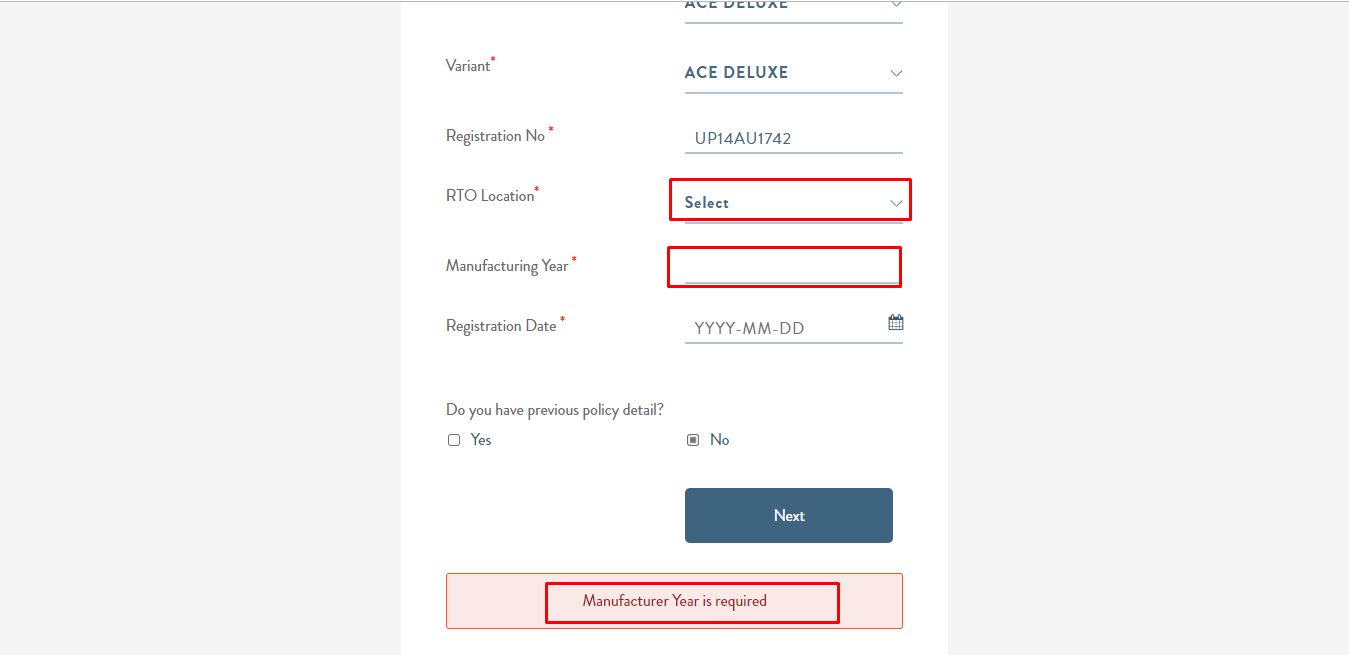 ACE DELUXE
Variant* ACE DELUXE
Registration No * UP14AU1742
RTO Location* Select
Manufacturing Year *
Registration Date * YYYY-MM-DD
Do you have previous policy detail?
Yes No
Next
Manufacturer Year is required